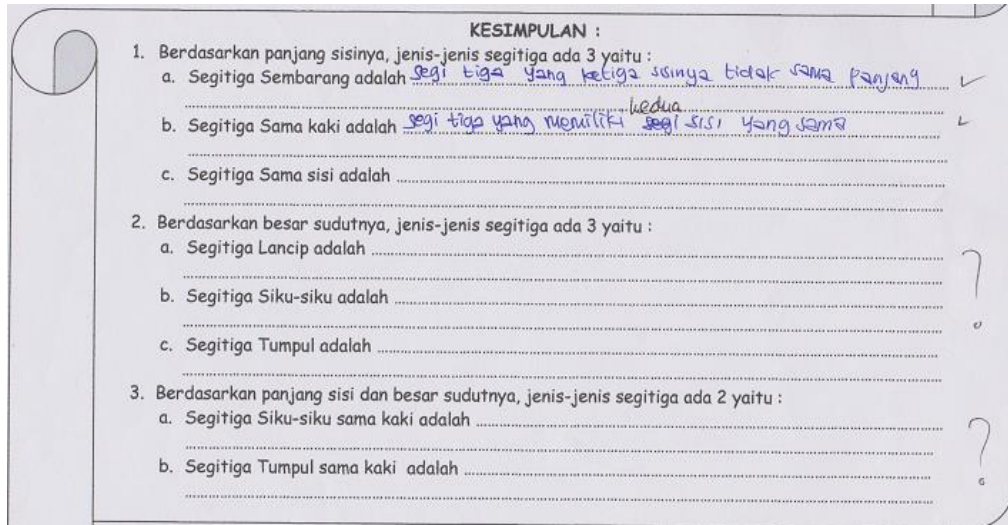 KESIMPULAN :
1. Berdasarkan panjang sisinya, jenis-jenis segitiga ada 3 yaitu :
a. Segitiga Sembarang adalah segi tiga yang ketiga sisinya tidak sama panjang
kedua
b. Segitiga Sama kaki adalah segi tiga yang memiliki segi sisi yang sama
c. Segitiga Sama sisi adalah
2. Berdasarkan besar sudutnya, jenis-jenis segitiga ada 3 yaitu :
a. Segitiga Lancip adalah
?
b. Segitiga Siku-siku adalah
c. Segitiga Tumpul adalah
3. Berdasarkan panjang sisi dan besar sudutnya, jenis-jenis segitiga ada 2 yaitu :
a. Segitiga Siku-siku sama kaki adalah
?
b. Segitiga Tumpul sama kaki adalah